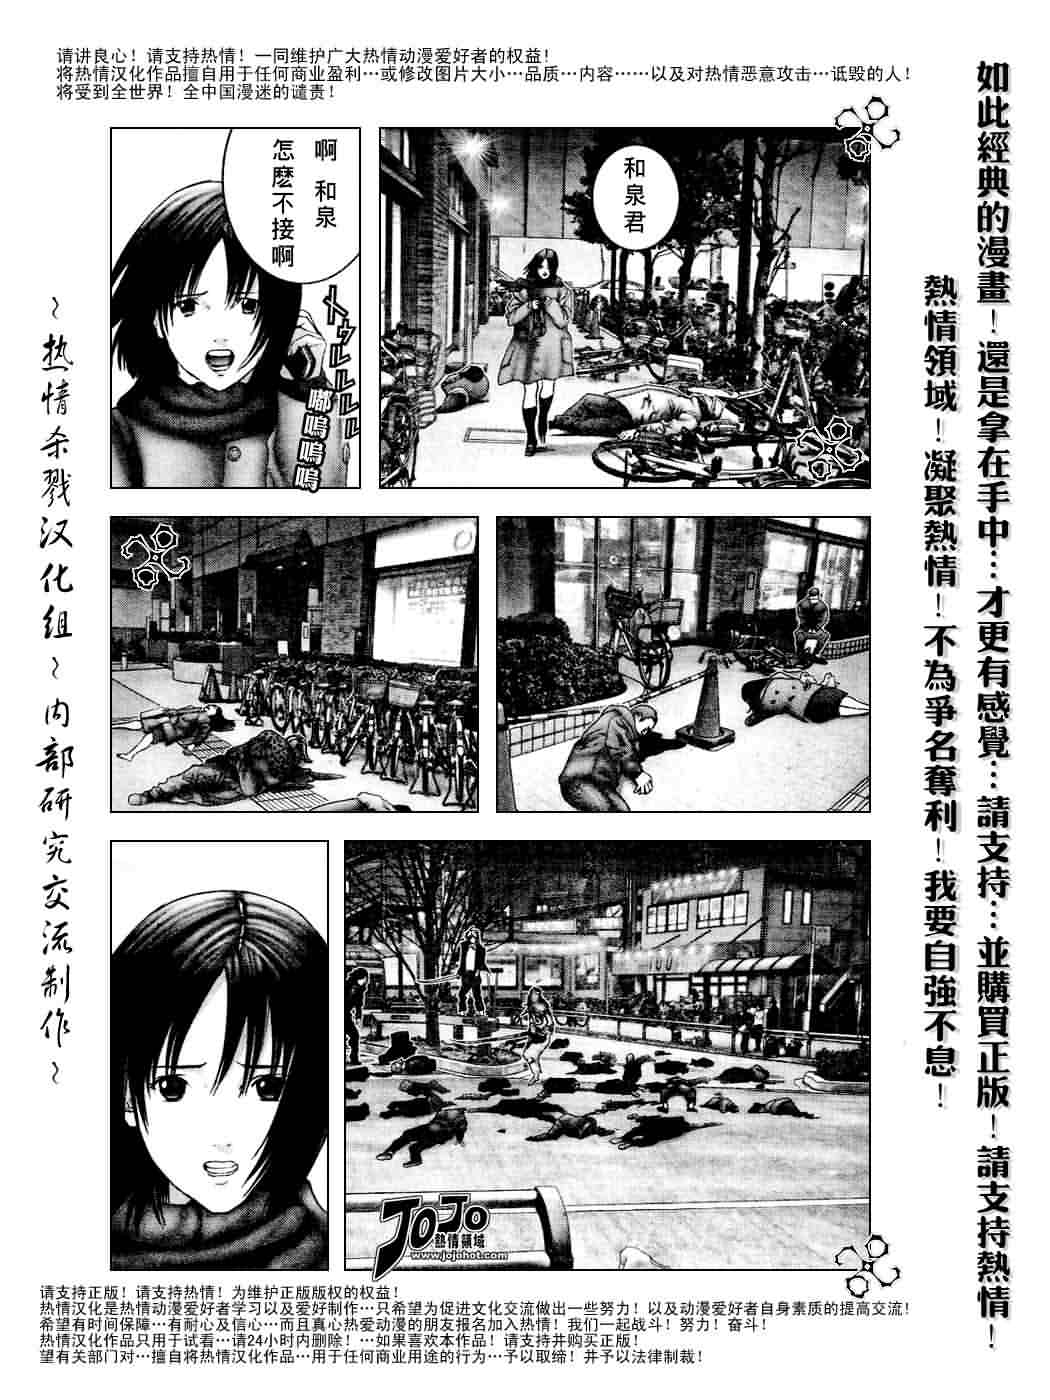 请讲良心！请支持热情！一同维护广大热情动漫爱好者的权益！
将热情汉化作品擅自用于任何商业盈利…或修改图片大小…品质…内容……以及对热情恶意攻击…诋毁的人！
将受到全世界！全中国漫迷的谴责！
如此經典的漫畫！還是拿在手中…才更有感覺…請支持…並購買正版！請支持熱情！
熱情領域！凝聚熱情！不為爭名奪利！我要自強不息！
和泉君
啊 和泉
怎麽不接啊
トゥルルルル
嘟嗚嗚嗚
~热情杀戮汉化组~内部研究交流制作~
JOJO
熱情領域
www.jojohot.com
请支持正版！请支持热情！为维护正版版权的权益！
热情汉化是热情动漫爱好者学习以及爱好制作…只希望为促进文化交流做出一些努力！以及动漫爱好者自身素质的提高交流！
希望有时间保障…有耐心及信心…而且真心热爱动漫的朋友报名加入热情！我们一起战斗！努力！奋斗！
热情汉化作品只用于试看…请24小时内删除！…如果喜欢本作品！请支持并购买正版！
望有关部门对…擅自将热情汉化作品…用于任何商业用途的行为…予以取缔！并予以法律制裁！